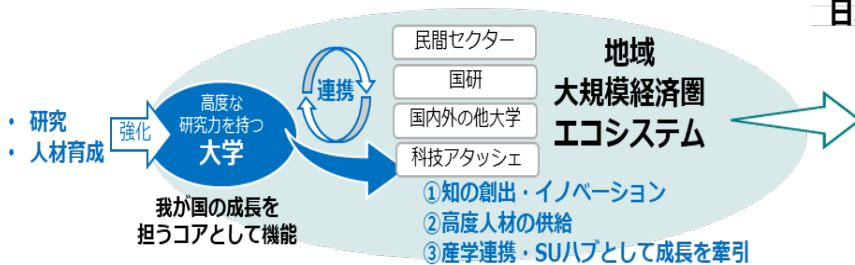 日
・ 研究
・ 人材育成
強化
高度な
研究力を持つ
大学
我が国の成長を
担うコアとして機能
連携
民間セクター
国研
国内外の他大学
科技アタッシェ
地域
大規模経済圏
エコシステム
①知の創出・イノベーション
②高度人材の供給
③産学連携・SUハブとして成長を牽引